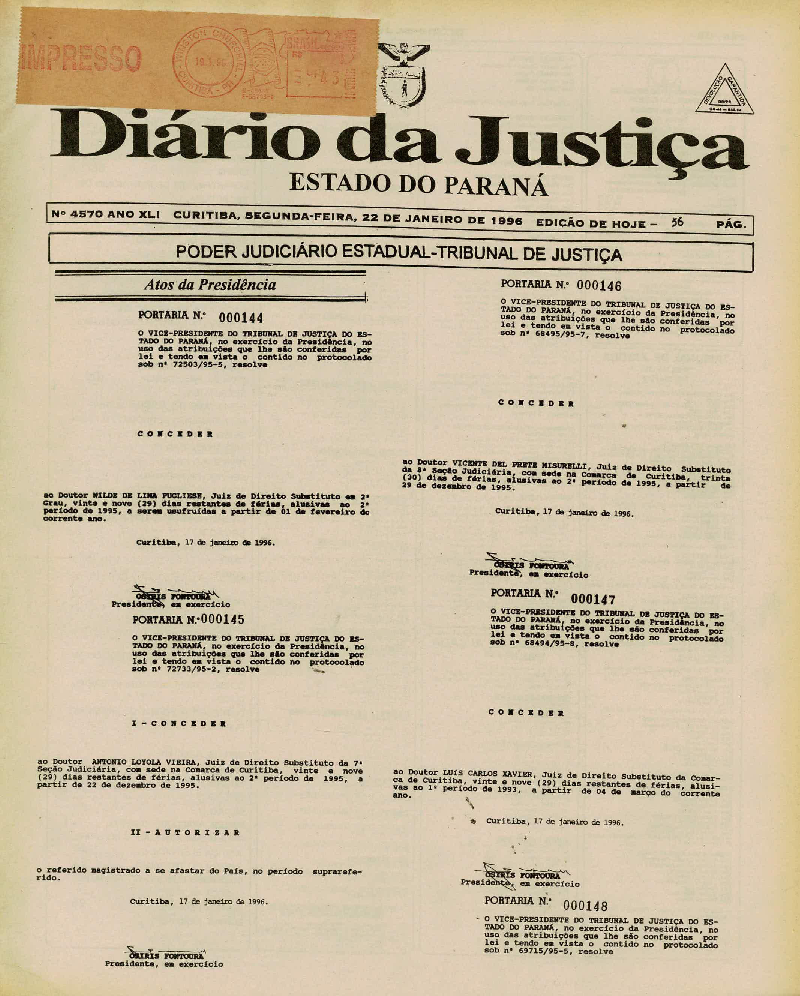 IMPRESSO
BRASIL
Diário da Justiça
ESTADO DO PARANÁ
Nº 4570 ANO XLI CURITIBA, SEGUNDA-FEIRA, 22 DE JANEIRO DE 1996 EDIÇÃO DE HOJE - 56 PÁG.
PODER JUDICIÁRIO ESTADUAL-TRIBUNAL DE JUSTIÇA
Atos da Presidência
PORTARIA N.º 000144
O VICE-PRESIDENTE DO TRIBUNAL DE JUSTIÇA DO ES-
TADO DO PARANÁ, no exercício da Presidência, no
uso das atribuições que lhe são conferidas por
lei e tendo em vista o contido no protocolado
sob nº 72503/95-5, resolve
C O N C E D E R
ao Doutor WILDE DE LIMA PUGLIESE, Juiz de Direito Substituto em 2º
Grau, vinte e nove (29) dias restantes de férias, alusivas ao 2º
período de 1995, a serem usufruídas a partir de 01 de fevereiro do
corrente ano.
Curitiba, 17 de janeiro de 1996.
OSIRIS FONTOURA
Presidente, em exercício
PORTARIA N.º 000145
O VICE-PRESIDENTE DO TRIBUNAL DE JUSTIÇA DO ES-
TADO DO PARANÁ, no exercício da Presidência, no
uso das atribuições que lhe são conferidas por
lei e tendo em vista o contido no protocolado
sob nº 72733/95-2, resolve
I - C O N C E D E R
ao Doutor ANTONIO LOYOLA VIEIRA, Juiz de Direito Substituto da 7ª
Seção Judiciária, com sede na Comarca de Curitiba, vinte e nove
(29) dias restantes de férias, alusivas ao 2º período de 1995, a
partir de 22 de dezembro de 1995.
II - A U T O R I Z A R
o referido magistrado a se afastar do País, no período suprarefe-
rido.
Curitiba, 17 de janeiro de 1996.
OSIRIS FONTOURA
Presidente, em exercício
PORTARIA N.º 000146
O VICE-PRESIDENTE DO TRIBUNAL DE JUSTIÇA DO ES-
TADO DO PARANÁ, no exercício da Presidência, no
uso das atribuições que lhe são conferidas por
lei e tendo em vista o contido no protocolado
sob nº 68495/95-7, resolve
C O N C E D E R
ao Doutor VICENTE DEL PRETE MISURELLI, Juiz de Direito Substituto
da 8ª Seção Judiciária, com sede na Comarca de Curitiba, trinta
(30) dias de férias, alusivas ao 2º período de 1995, a partir de
29 de dezembro de 1995.
Curitiba, 17 de janeiro de 1996.
OSIRIS FONTOURA
Presidente, em exercício
PORTARIA N.º 000147
O VICE-PRESIDENTE DO TRIBUNAL DE JUSTIÇA DO ES-
TADO DO PARANÁ, no exercício da Presidência, no
uso das atribuições que lhe são conferidas por
lei e tendo em vista o contido no protocolado
sob nº 68494/95-8, resolve
C O N C E D E R
ao Doutor LUIS CARLOS XAVIER, Juiz de Direito Substituto da Comar-
ca de Curitiba, vinte e nove (29) dias restantes de férias, alusi-
vas ao 1º período de 1993, a partir de 04 de março do corrente
ano.
Curitiba, 17 de janeiro de 1996.
OSIRIS FONTOURA
Presidente, em exercício
PORTARIA N.º 000148
O VICE-PRESIDENTE DO TRIBUNAL DE JUSTIÇA DO ES-
TADO DO PARANÁ, no exercício da Presidência, no
uso das atribuições que lhe são conferidas por
lei e tendo em vista o contido no protocolado
sob nº 69715/95-5, resolve